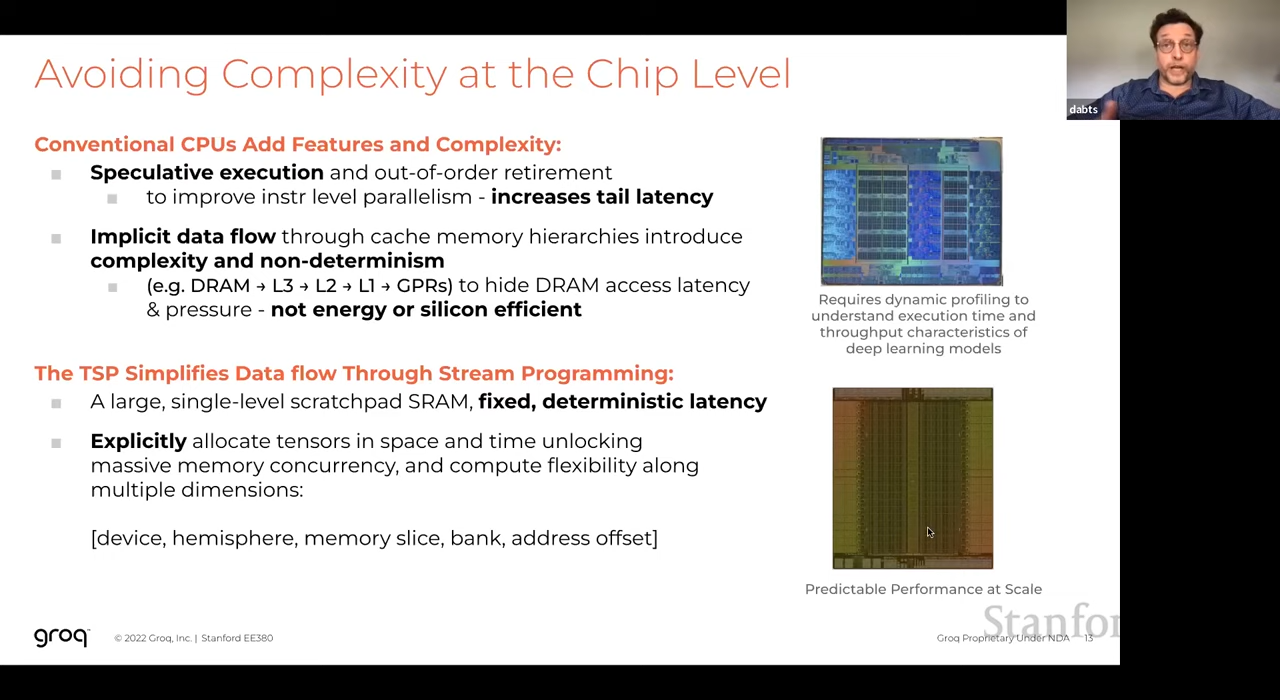 Avoiding Complexity at the Chip Level
dabts
Conventional CPUs Add Features and Complexity:
Speculative execution and out-of-order retirement
to improve instr level parallelism - increases tail latency
Implicit data flow through cache memory hierarchies introduce
complexity and non-determinism
(e.g. DRAM → L3 → L2 → L1 → GPRs) to hide DRAM access latency
& pressure - not energy or silicon efficient
Requires dynamic profiling to
understand execution time and
throughput characteristics of
deep learning models
The TSP Simplifies Data flow Through Stream Programming:
A large, single-level scratchpad SRAM, fixed, deterministic latency
Explicitly allocate tensors in space and time unlocking
massive memory concurrency, and compute flexibility along
multiple dimensions:
[device, hemisphere, memory slice, bank, address offset]
Predictable Performance at Scale
groq™
© 2022 Groq, Inc. | Stanford EE380
Stanfor
Groq Proprietary Under NDA 13